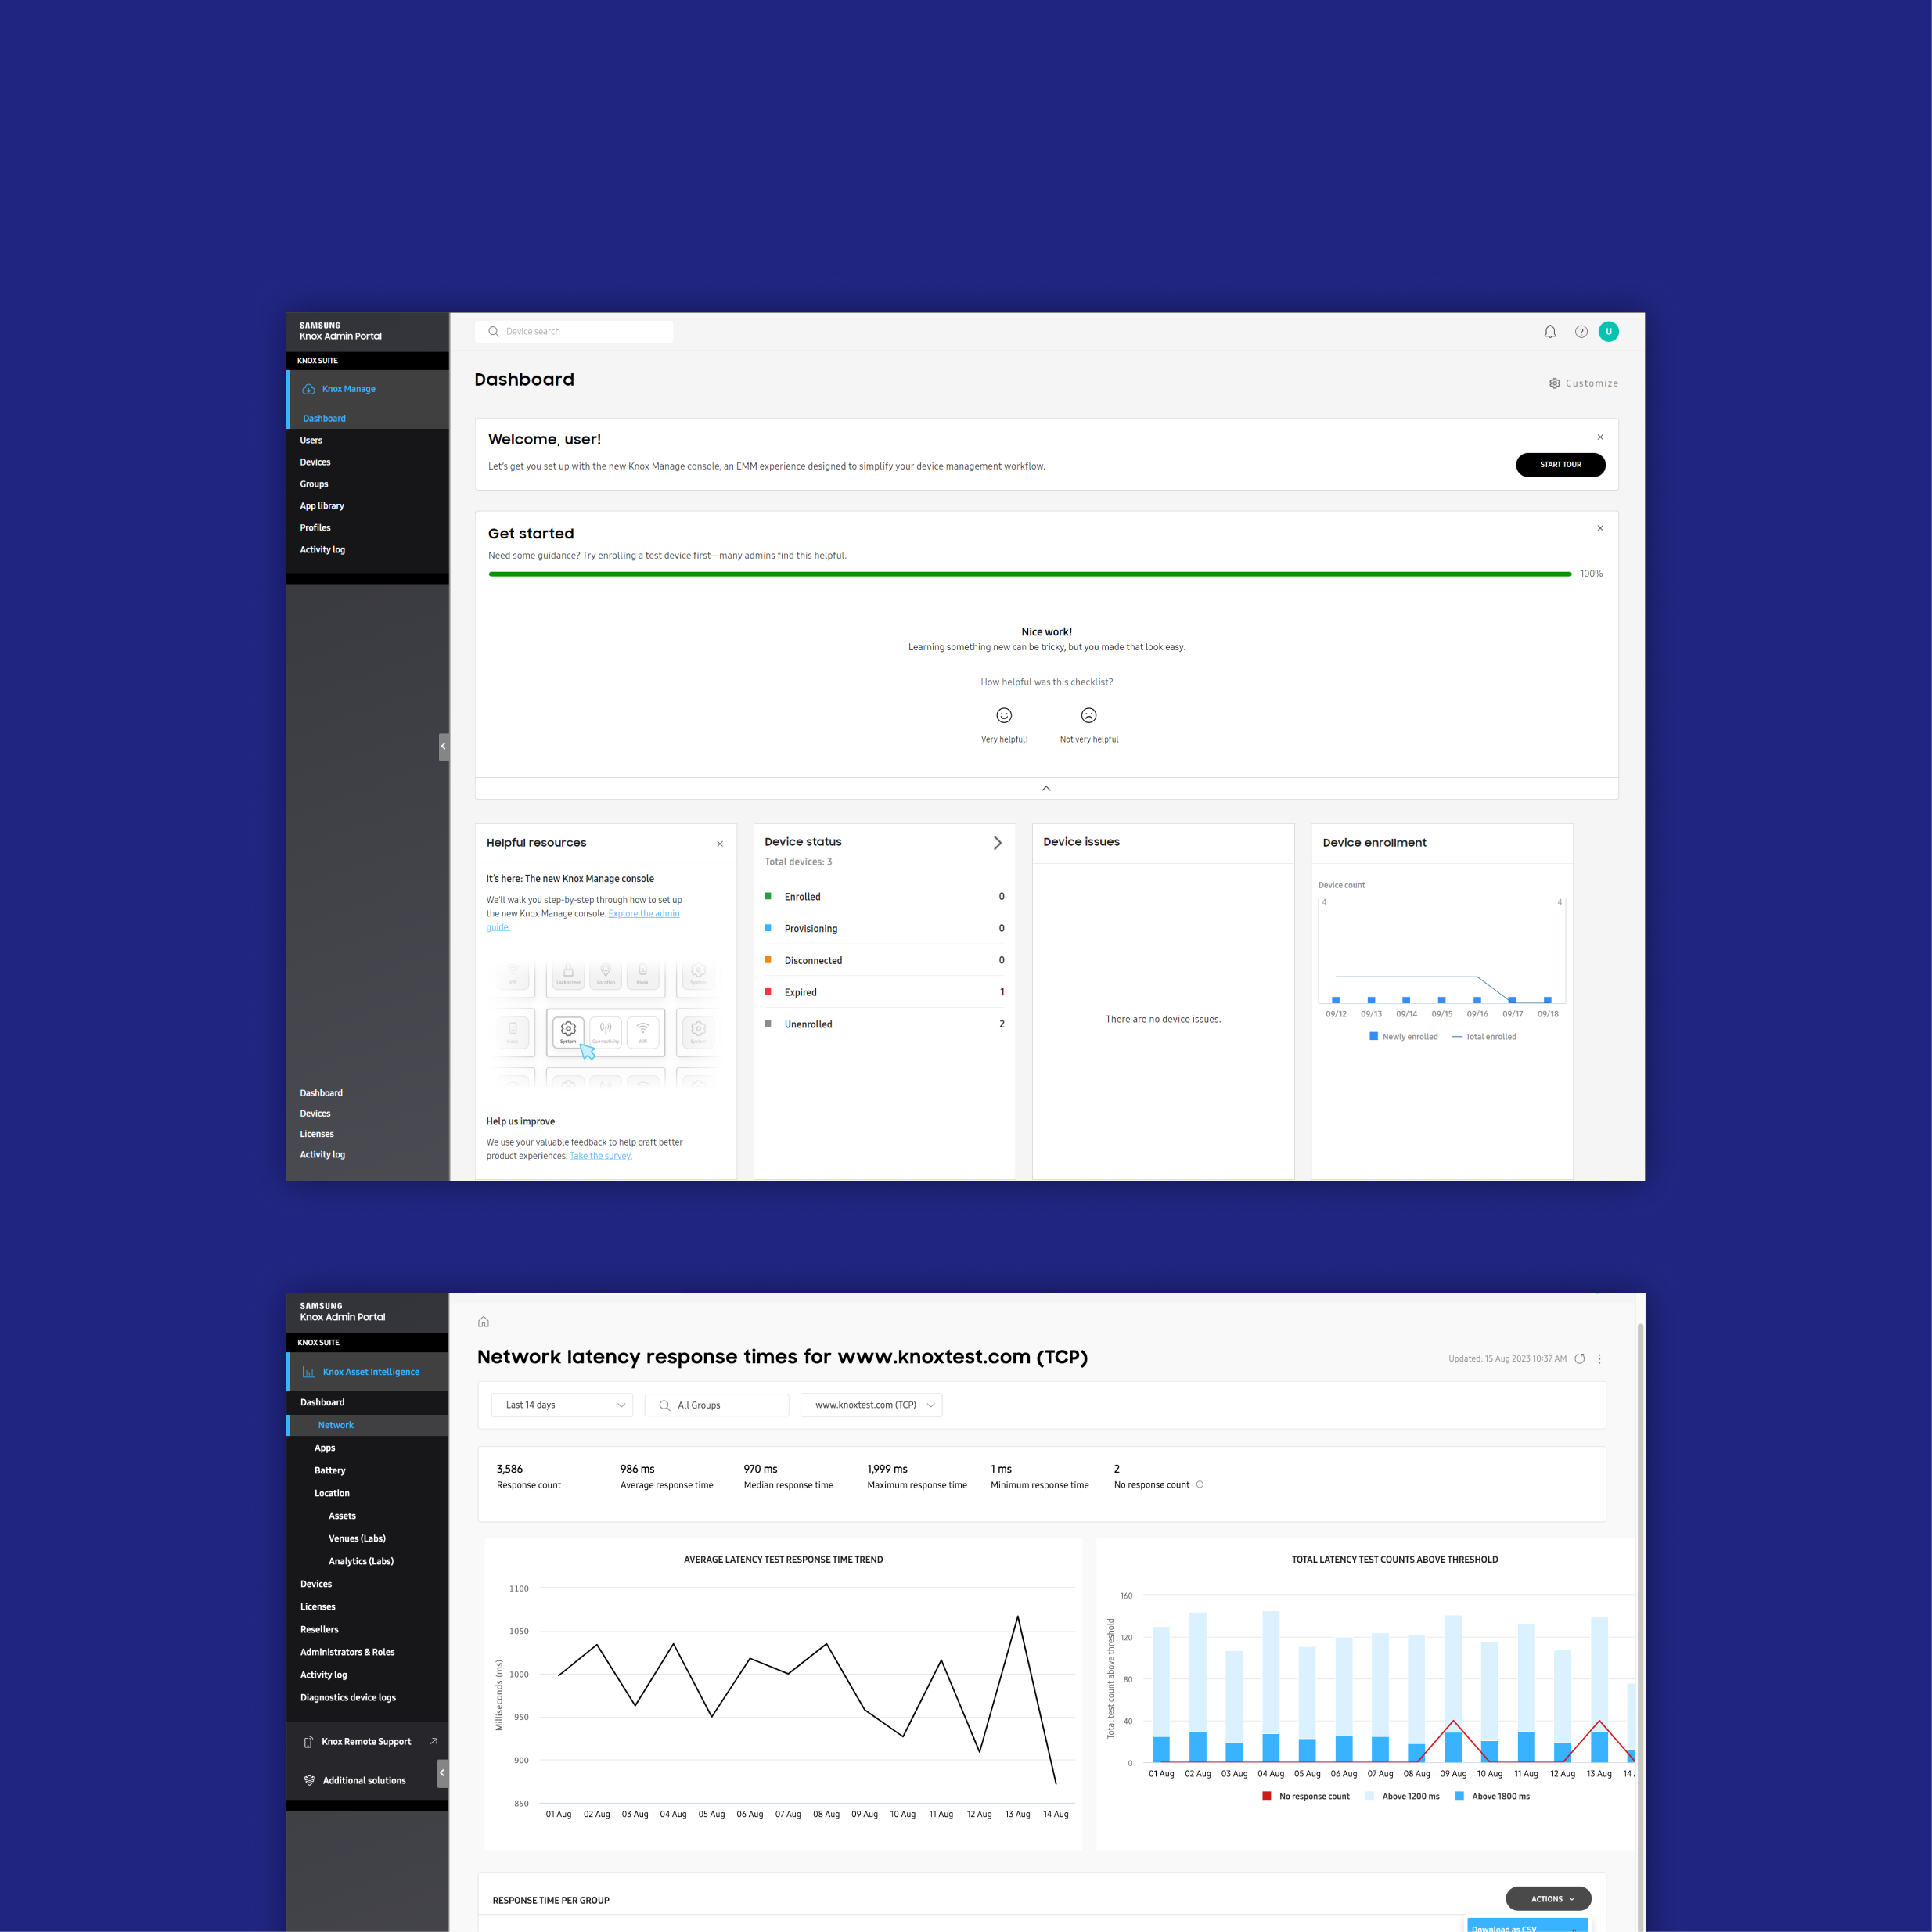 SAMSUNG
Knox Admin Portal
KNOX SUITE
Knox Manage
Dashboard
Users
Devices
Groups
App library
Profiles
Activity log
Dashboard
Devices
Licenses
Activity log
Device search
U
Dashboard
Customize
Welcome, user!
Let's get you set up with the new Knox Manage console, an EMM experience designed to simplify your device management workflow.
START TOUR
Get started
Need some guidance? Try enrolling a test device first—many admins find this helpful.
100%
Nice work!
Learning something new can be tricky, but you made that look easy.
How helpful was this checklist?
Very helpful!
Not very helpful
Helpful resources
It's here: The new Knox Manage console
We'll walk you step-by-step through how to set up
the new Knox Manage console. Explore the admin
guide.
Lock screen
Location
System
Connectivity
Wifi
System
Help us improve
We use your valuable feedback to help craft better
product experiences. Take the survey.
Device status
Total devices: 3
Enrolled 0
Provisioning 0
Disconnected 0
Expired 1
Unenrolled 2
Device issues
There are no device issues.
Device enrollment
Device count
4 4
09/12 09/13 09/14 09/15 09/16 09/17 09/18
Newly enrolled Total enrolled
SAMSUNG
Knox Admin Portal
KNOX SUITE
Knox Asset Intelligence
Dashboard
Network
Apps
Battery
Location
Assets
Venues (Labs)
Analytics (Labs)
Devices
Licenses
Resellers
Administrators & Roles
Activity log
Diagnostics device logs
Knox Remote Support
Additional solutions
Network latency response times for www.knoxtest.com (TCP)
Updated: 15 Aug 2023 10:37 AM
Last 14 days
All Groups
www.knoxtest.com (TCP)
3,586
Response count
986 ms
Average response time
970 ms
Median response time
1,999 ms
Maximum response time
1 ms
Minimum response time
2
No response count
AVERAGE LATENCY TEST RESPONSE TIME TREND
Milliseconds (ms)
1100
1050
1000
950
900
850
01 Aug 02 Aug 03 Aug 04 Aug 05 Aug 06 Aug 07 Aug 08 Aug 09 Aug 10 Aug 11 Aug 12 Aug 13 Aug 14 Aug
TOTAL LATENCY TEST COUNTS ABOVE THRESHOLD
Total test count above threshold
160
120
80
40
0
01 Aug 02 Aug 03 Aug 04 Aug 05 Aug 06 Aug 07 Aug 08 Aug 09 Aug 10 Aug 11 Aug 12 Aug 13 Aug 14
No response count Above 1200 ms Above 1800 ms
RESPONSE TIME PER GROUP
ACTIONS
Download as CSV